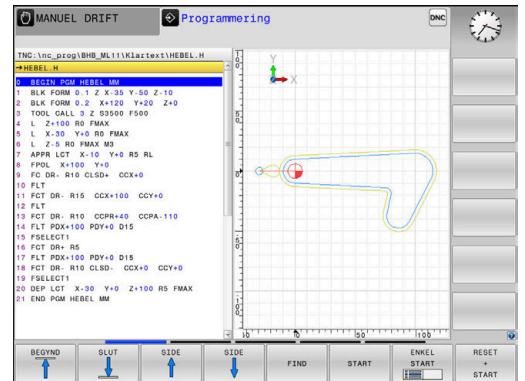 MANUEL DRIFT
Programmering
DNC
TNC:\nc_prog\BHB_ML11\Klartext\HEBEL.H
→HEBEL.H
0 BEGIN PGM HEBEL MM
1 BLK FORM 0.1 Z X-35 Y-50 Z-10
2 BLK FORM 0.2 X+120 Y+20 Z+0
3 TOOL CALL 3 Z S3500 F500
4 L Z+100 R0 FMAX
5 L X-30 Y+0 R0 FMAX
6 L Z-5 R0 FMAX M3
7 APPR LCT X-10 Y+0 R5 RL
8 FPOL X+100 Y+0
9 FC DR- R10 CLSD+ CCX+0
10 FLT
11 FCT DR- R15 CCX+100 CCY+0
12 FLT
13 FCT DR- R10 CCPR+40 CCPA-110
14 FLT PDX+100 PDY+0 D15
15 FSELECT1
16 FCT DR+ R5
17 FLT PDX+100 PDY+0 D15
18 FCT DR- R10 CLSD- CCX+0 CCY+0
19 FSELECT1
20 DEP LCT X-30 Y+0 Z+100 R5 FMAX
21 END PGM HEBEL MM
Y
X
50
100
BEGYND
SLUT
SIDE
SIDE
FIND
START
ENKEL
START
RESET
+
START